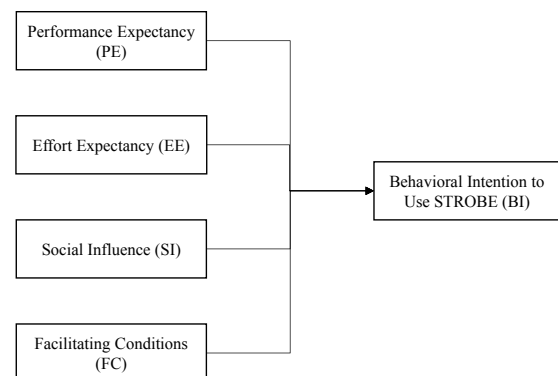 Performance Expectancy
(PE)
Effort Expectancy (EE)
Social Influence (SI)
Facilitating Conditions
(FC)
Behavioral Intention to
Use STROBE (BI)